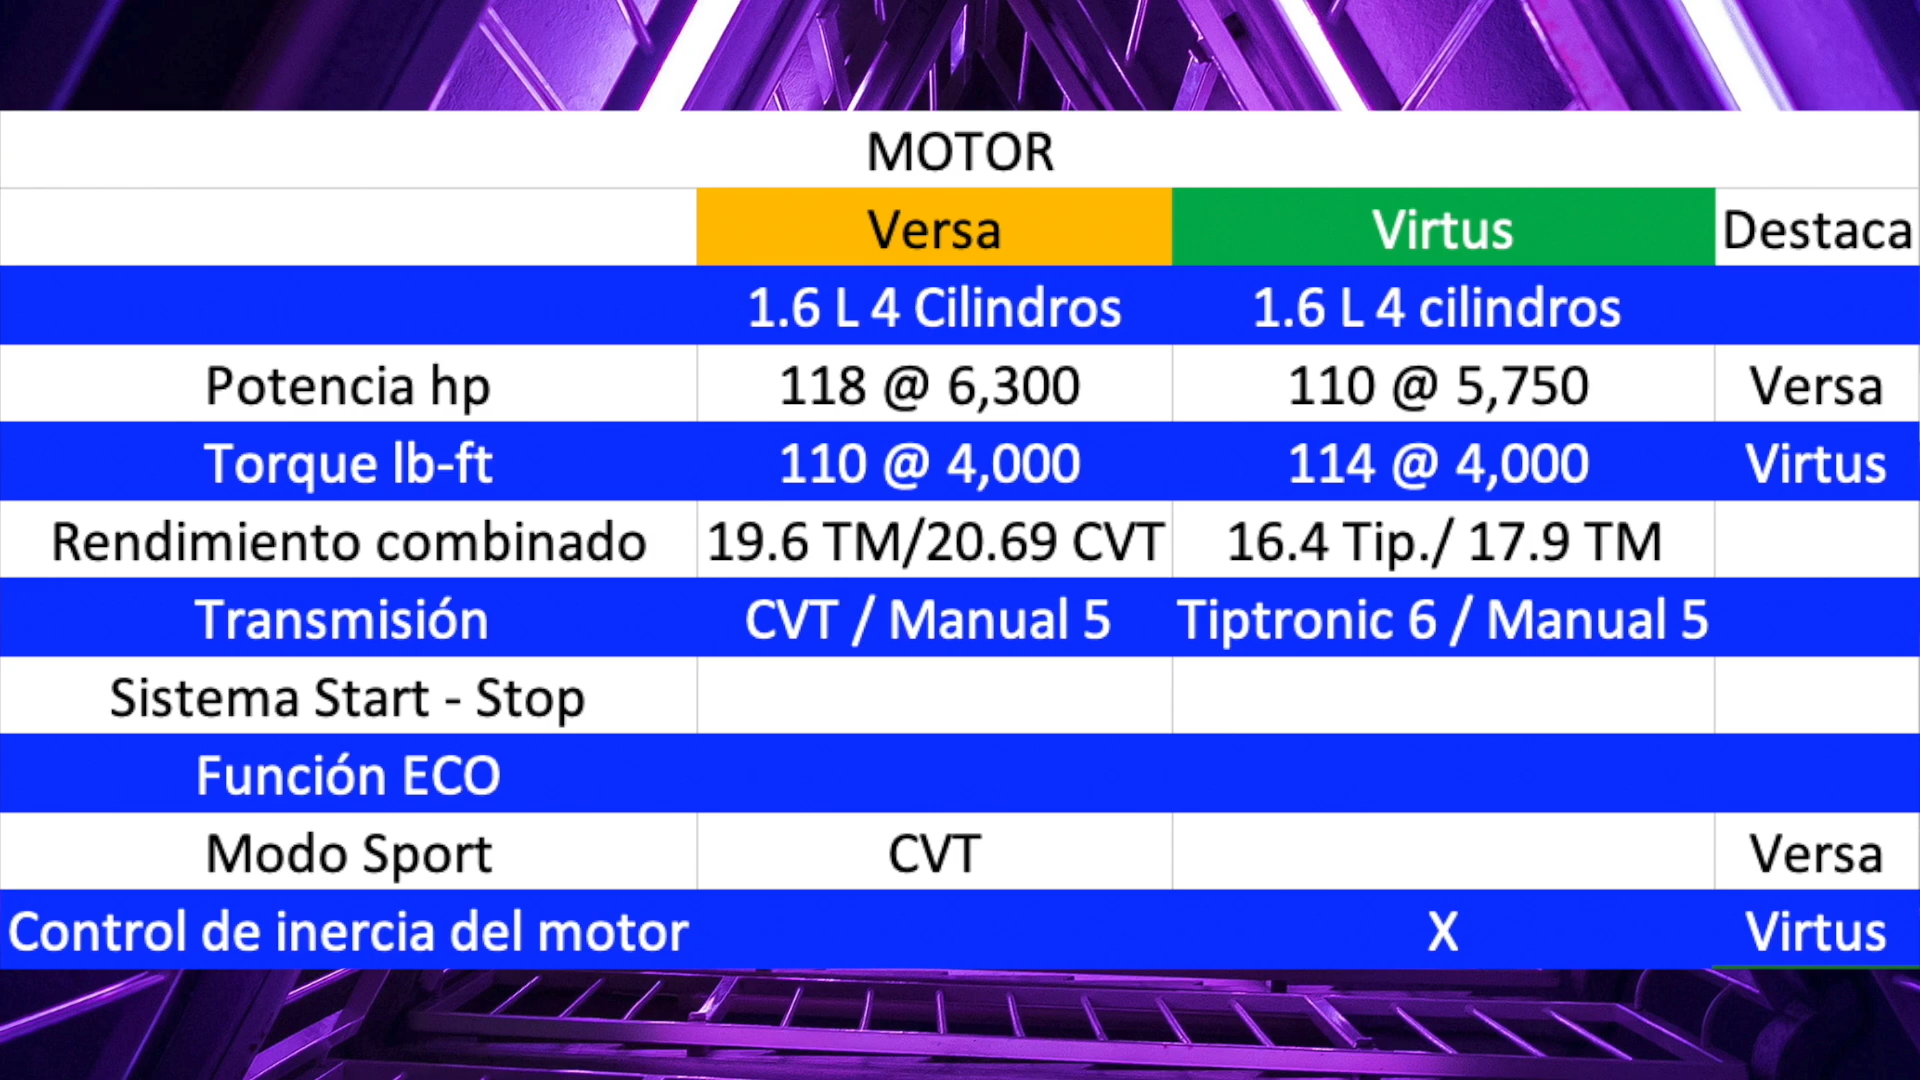 MOTOR
Versa Virtus Destaca
1.6 L 4 Cilindros 1.6 L 4 cilindros
Potencia hp 118 @ 6,300 110 @ 5,750 Versa
Torque lb-ft 110 @ 4,000 114 @ 4,000 Virtus
Rendimiento combinado 19.6 TM/20.69 CVT 16.4 Tip./ 17.9 TM
Transmisión CVT / Manual 5 Tiptronic 6 / Manual 5
Sistema Start - Stop
Función ECO
Modo Sport CVT Versa
Control de inercia del motor X Virtus